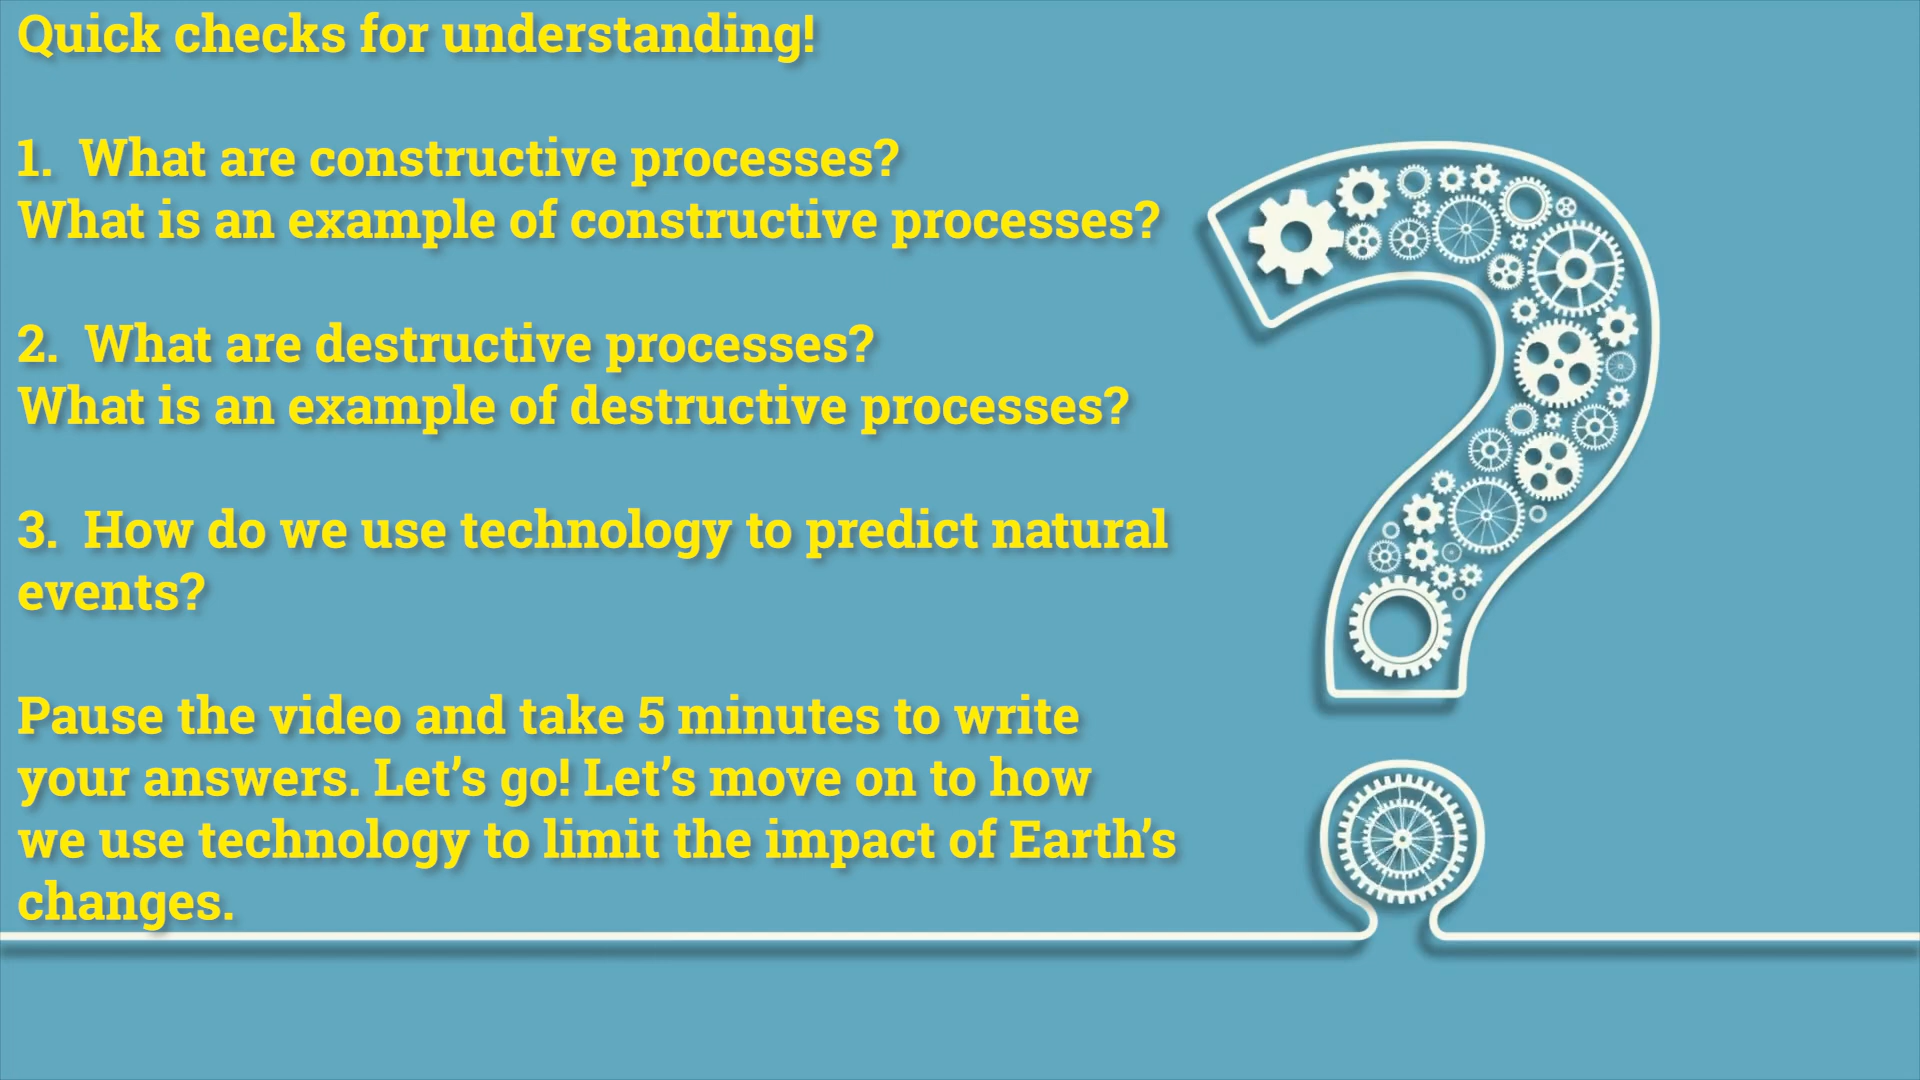 Quick checks for understanding!
1.  What are constructive processes?
What is an example of constructive processes?
2.  What are destructive processes?
What is an example of destructive processes?
3.  How do we use technology to predict natural
events?
Pause the video and take 5 minutes to write
your answers. Let’s go! Let’s move on to how
we use technology to limit the impact of Earth’s
changes.